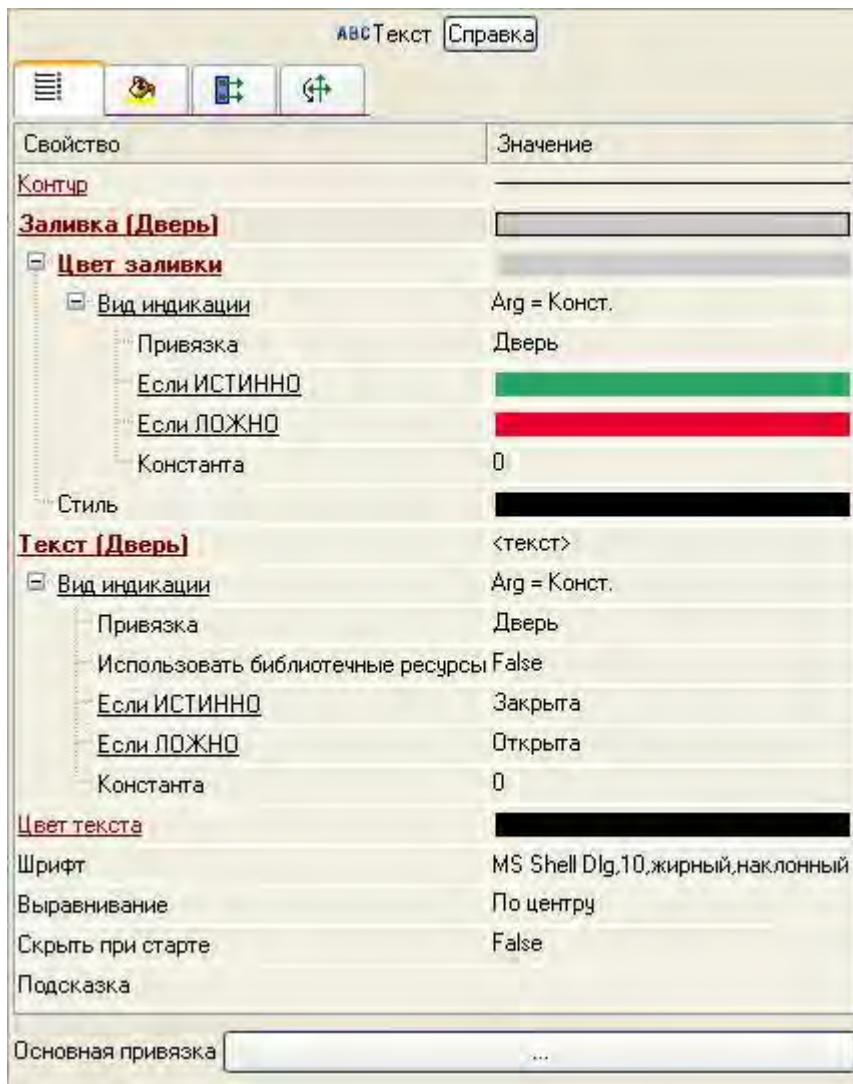 ABC Текст Справка
Свойство Значение
Контур
Заливка (Дверь)
Цвет заливки
Вид индикации Arg = Конст.
Привязка Дверь
Если ИСТИННО
Если ЛОЖНО
Константа 0
Стиль
Текст (Дверь) <текст>
Вид индикации Arg = Конст.
Привязка Дверь
Использовать библиотечные ресурсы False
Если ИСТИННО Закрыта
Если ЛОЖНО Открыта
Константа 0
Цвет текста
Шрифт MS Shell Dlg,10,жирный,наклонный
Выравнивание По центру
Скрыть при старте False
Подсказка
Основная привязка ...